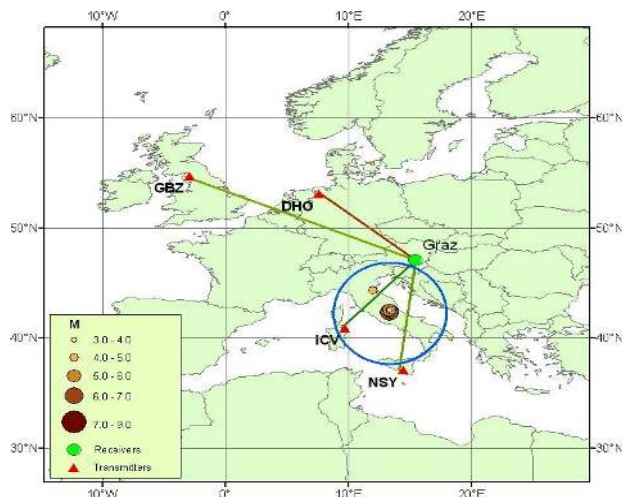 10°W 0° 10°E 20°E
60°N 60°N
GBZ
DHO
50°N 50°N
Graz
M
3.0 - 4.0
4.0 - 5.0
5.0 - 6.0
6.0 - 7.0
7.0 - 9.0
Receivers
Transmitters
40°N
ICV
NSY
30°N 30°N
10°W 0° 10°E 20°E